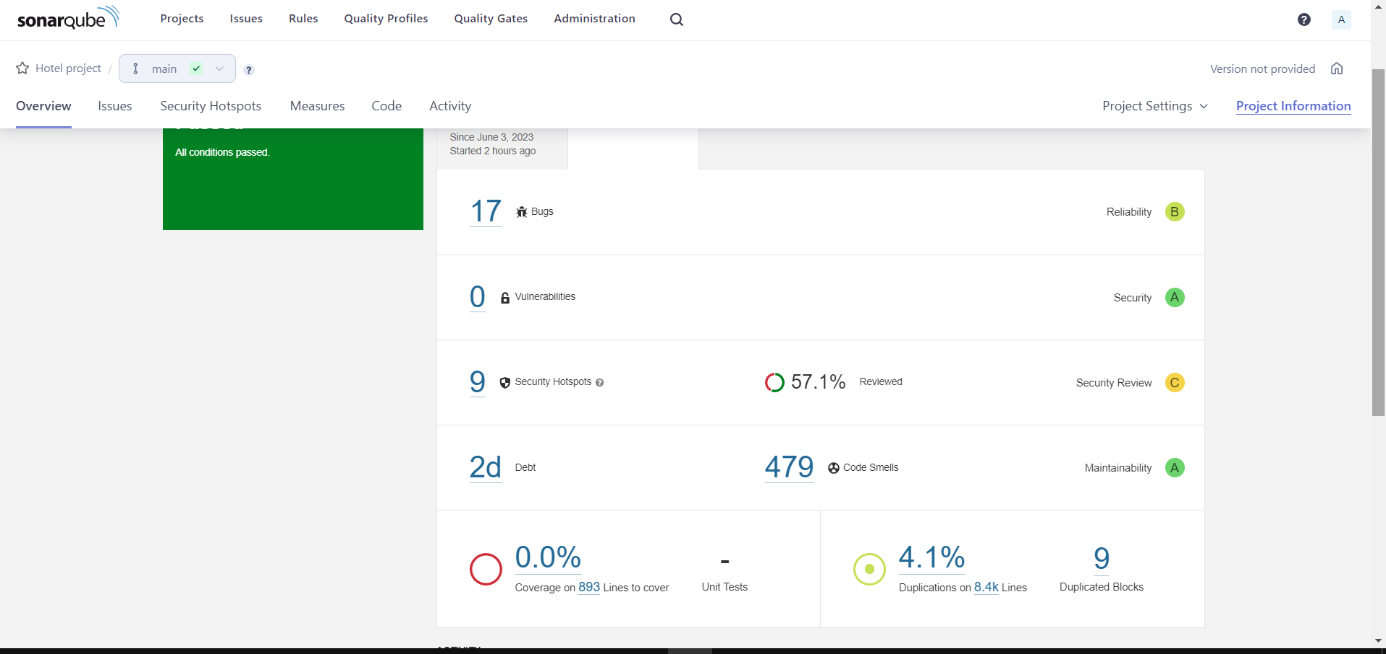 sonarqube Projects Issues Rules Quality Profiles Quality Gates Administration ? A
Hotel project / main ? Version not provided
Overview Issues Security Hotspots Measures Code Activity Project Settings Project Information
Passed
All conditions passed.
Since June 3, 2023
Started 2 hours ago
17 Bugs Reliability B
0 Vulnerabilities Security A
9 Security Hotspots ? 57.1% Reviewed Security Review C
2d Debt 479 Code Smells Maintainability A
0.0% - 4.1% 9
Coverage on 893 Lines to cover Unit Tests Duplications on 8.4k Lines Duplicated Blocks
ACTIVITY